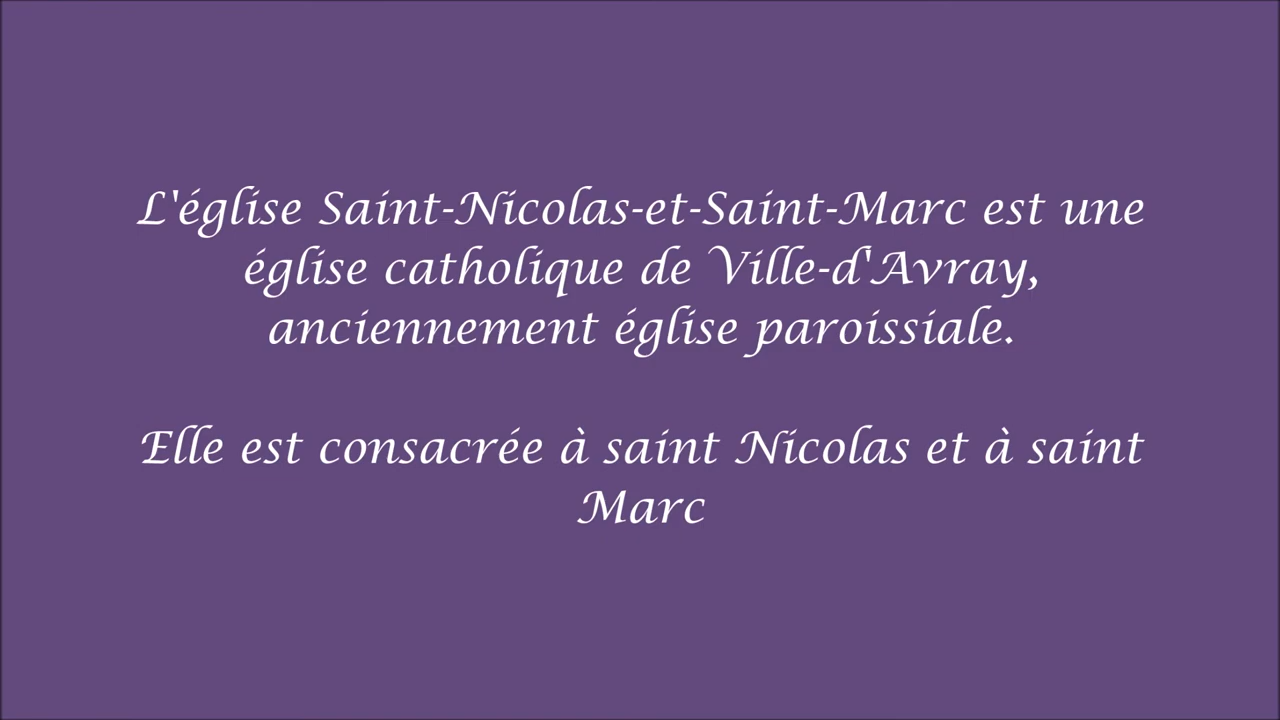 L'église Saint-Nicolas-et-Saint-Marc est une
église catholique de Ville-d'Avray,
anciennement église paroissiale.
Elle est consacrée à saint Nicolas et à saint
Marc